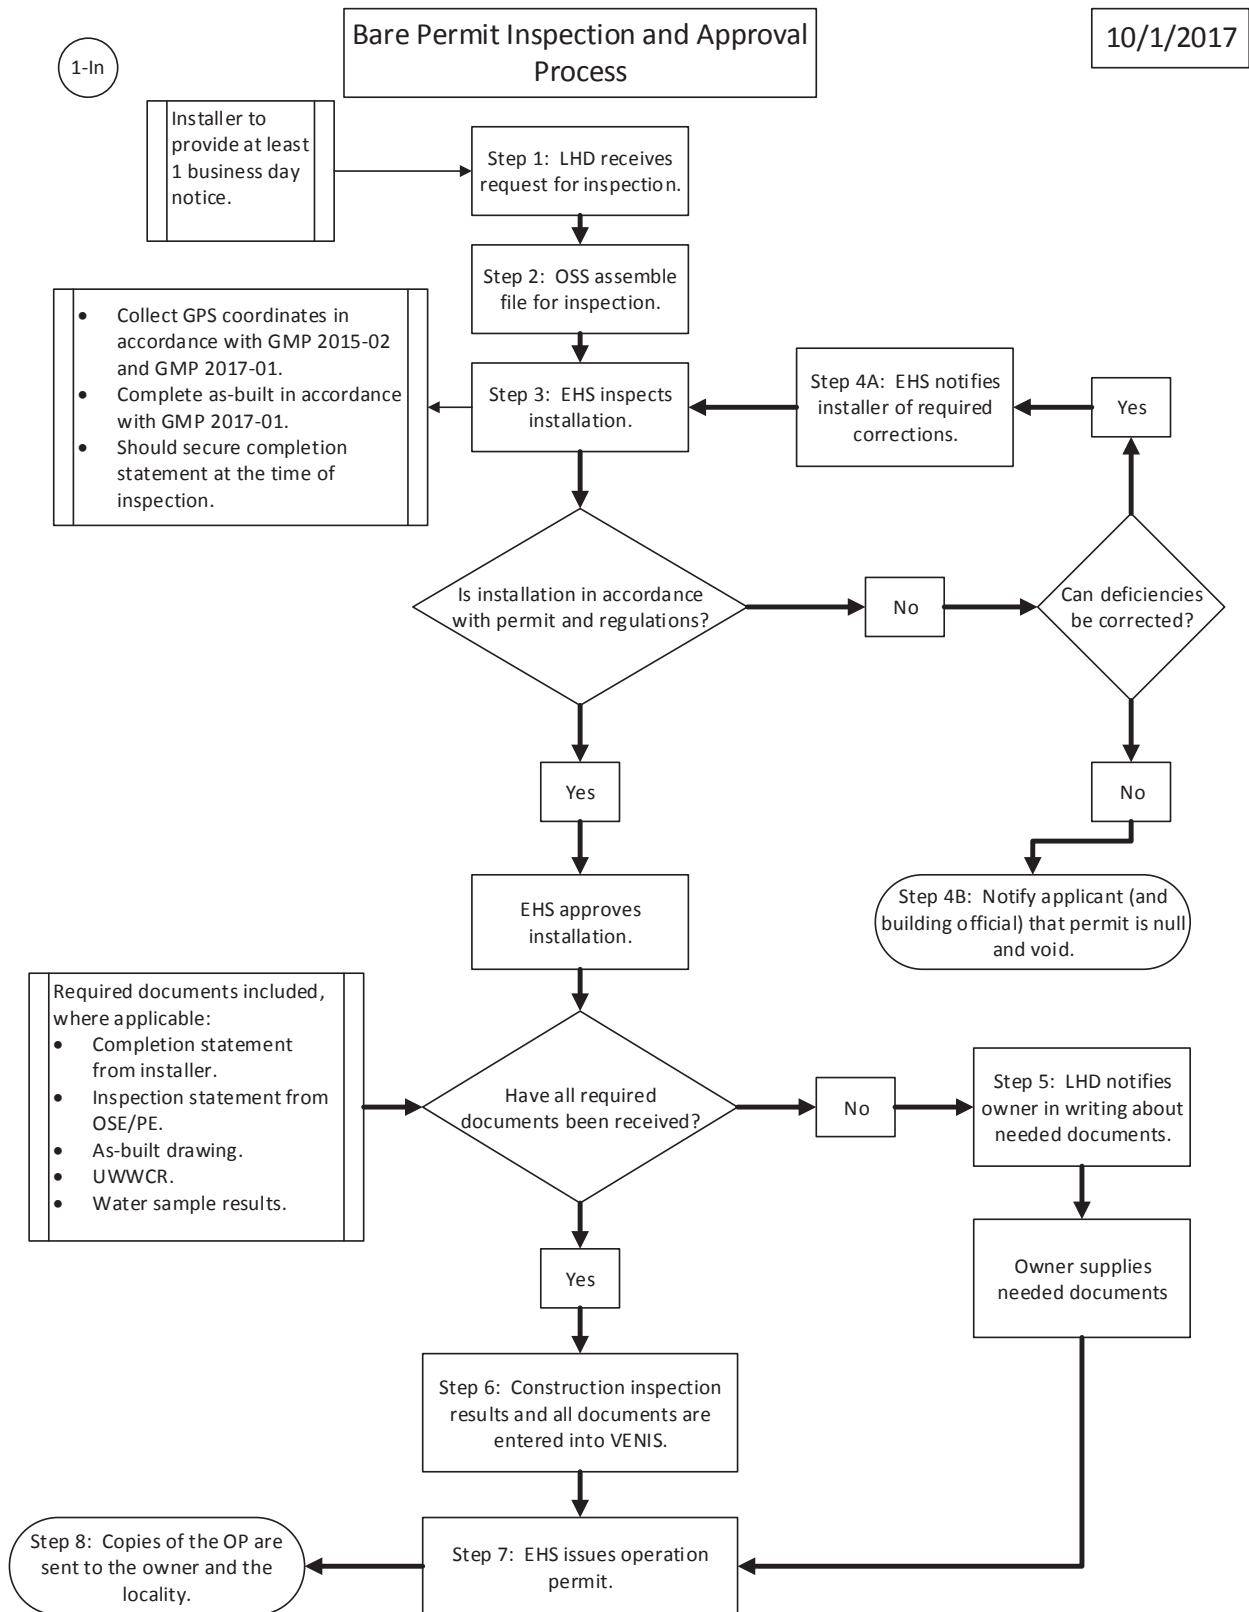 Bare Permit Inspection and Approval
Process
10/1/2017
1-In
Installer to
provide at least
1 business day
notice.
Step 1:  LHD receives
request for inspection.
Step 2:  OSS assemble
file for inspection.
• Collect GPS coordinates in
accordance with GMP 2015-02
and GMP 2017-01.
• Complete as-built in accordance
with GMP 2017-01.
• Should secure completion
statement at the time of
inspection.
Step 3:  EHS inspects
installation.
Step 4A:  EHS notifies
installer of required
corrections.
Yes
Is installation in accordance
with permit and regulations?
No
Can deficiencies
be corrected?
Yes
No
Step 4B:  Notify applicant (and
building official) that permit is null
and void.
EHS approves
installation.
Required documents included,
where applicable:
• Completion statement
from installer.
• Inspection statement from
OSE/PE.
• As-built drawing.
• UWWCR.
• Water sample results.
Have all required
documents been received?
No
Step 5:  LHD notifies
owner in writing about
needed documents.
Yes
Owner supplies
needed documents
Step 6:  Construction inspection
results and all documents are
entered into VENIS.
Step 7:  EHS issues operation
permit.
Step 8:  Copies of the OP are
sent to the owner and the
locality.